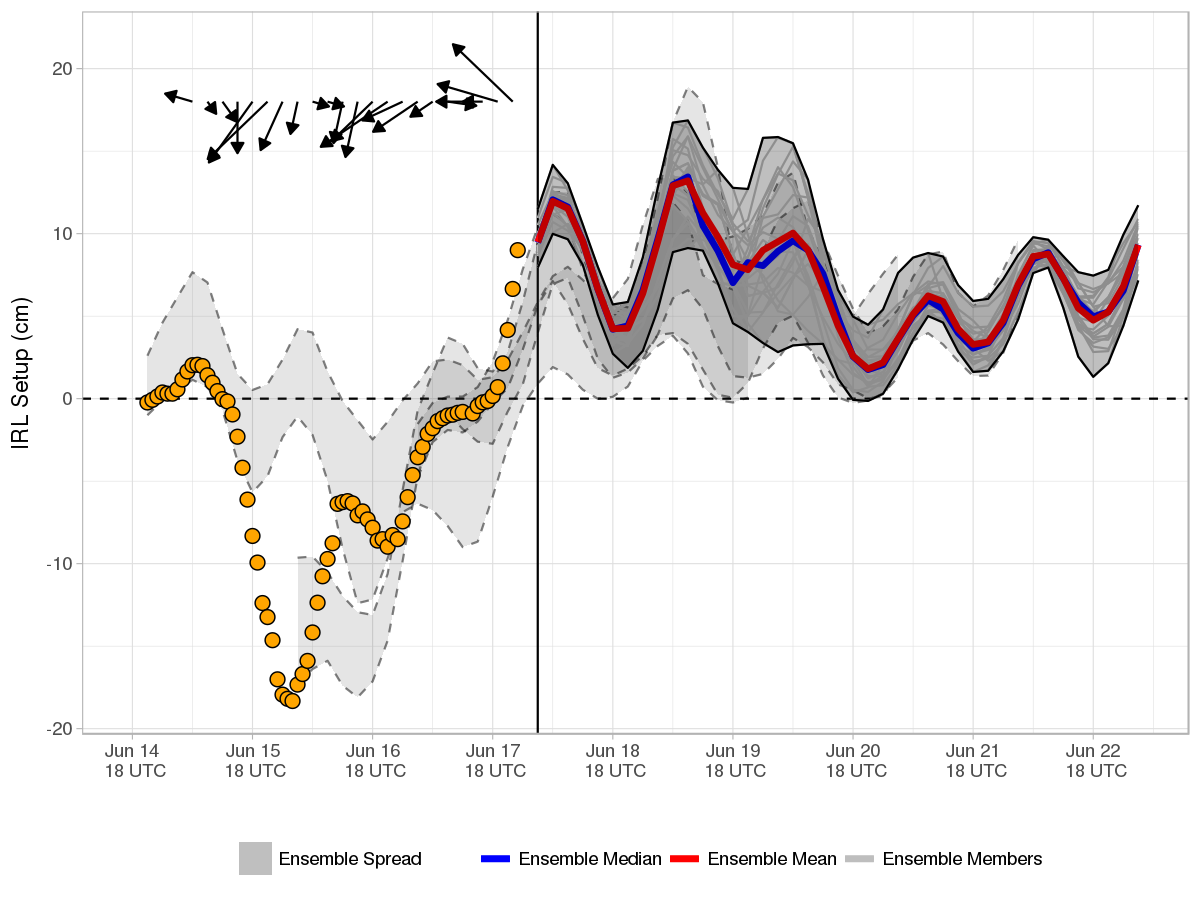 IRL Setup (cm)
20
10
0
-10
-20
Jun 14
18 UTC
Jun 15
18 UTC
Jun 16
18 UTC
Jun 17
18 UTC
Jun 18
18 UTC
Jun 19
18 UTC
Jun 20
18 UTC
Jun 21
18 UTC
Jun 22
18 UTC
Ensemble Spread
Ensemble Median
Ensemble Mean
Ensemble Members